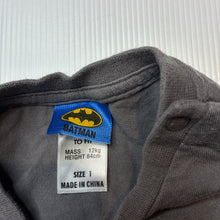 BATMAN
TO FIT
MASS 12kg
HEIGHT 84cm
SIZE 1
MADE IN CHINA